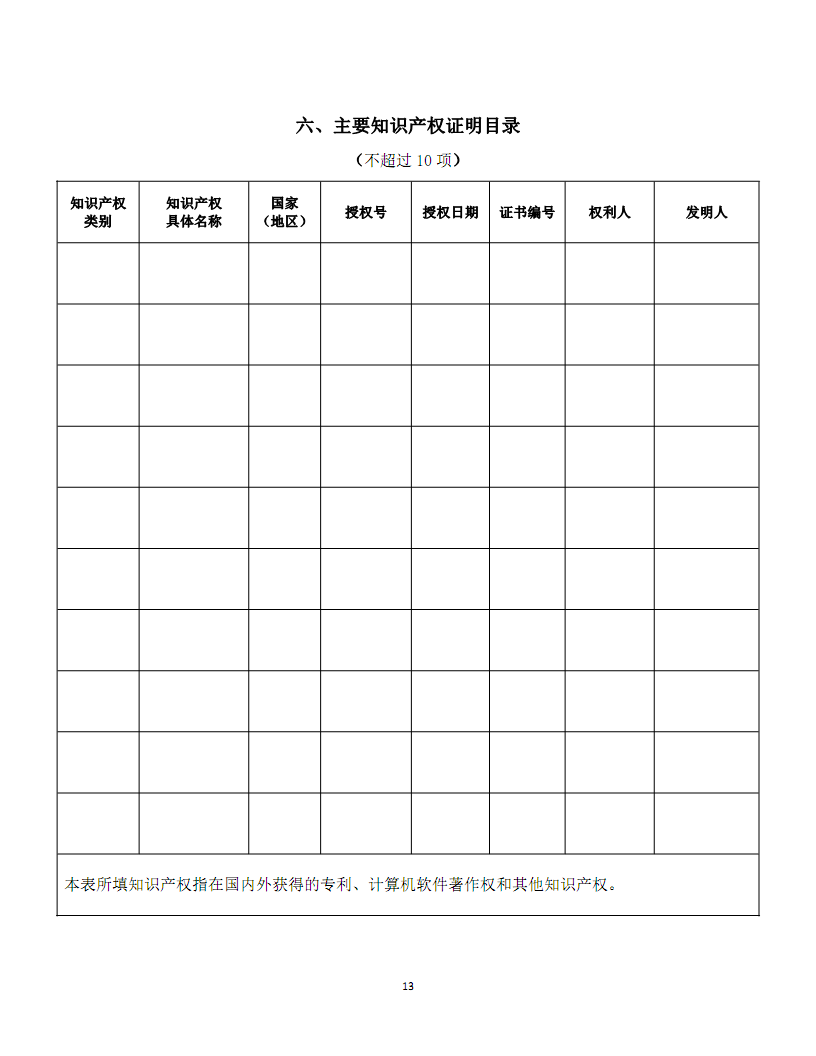 六、主要知识产权证明目录
（不超过 10 项）
知识产权
类别
知识产权
具体名称
国家
（地区）
授权号
授权日期
证书编号
权利人
发明人
本表所填知识产权指在国内外获得的专利、计算机软件著作权和其他知识产权。
13